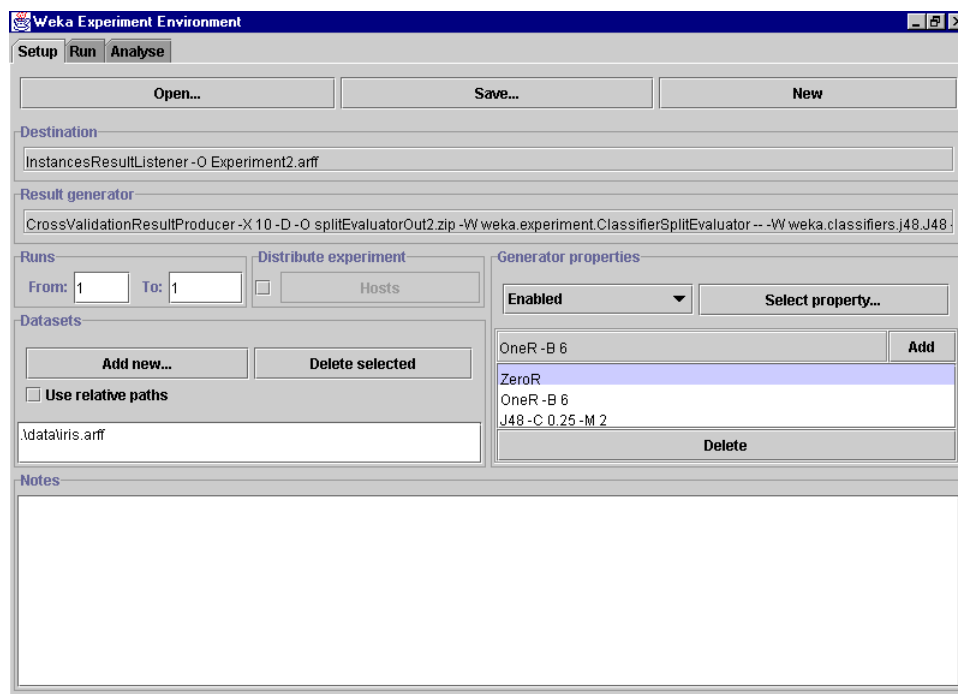 Weka Experiment Environment
Setup Run Analyse
Open... Save... New
Destination
InstancesResultListener -O Experiment2.arff
Result generator
CrossValidationResultProducer -X 10 -D -O splitEvaluatorOut2.zip -W weka.experiment.ClassifierSplitEvaluator -- -W weka.classifiers.j48.J48 -
Runs
From: 1 To: 1
Distribute experiment
Hosts
Generator properties
Enabled Select property...
Datasets
Add new... Delete selected
Use relative paths
.\data\iris.arff
OneR -B 6 Add
ZeroR
OneR -B 6
J48 -C 0.25 -M 2
Delete
Notes